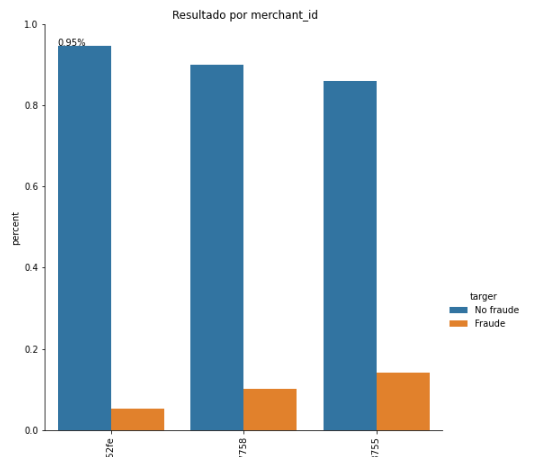 Resultado por merchant_id
1.0
0.95%
0.8
0.6
percent
0.4
targer
No fraude
Fraude
0.2
0.0
52fe
758
755